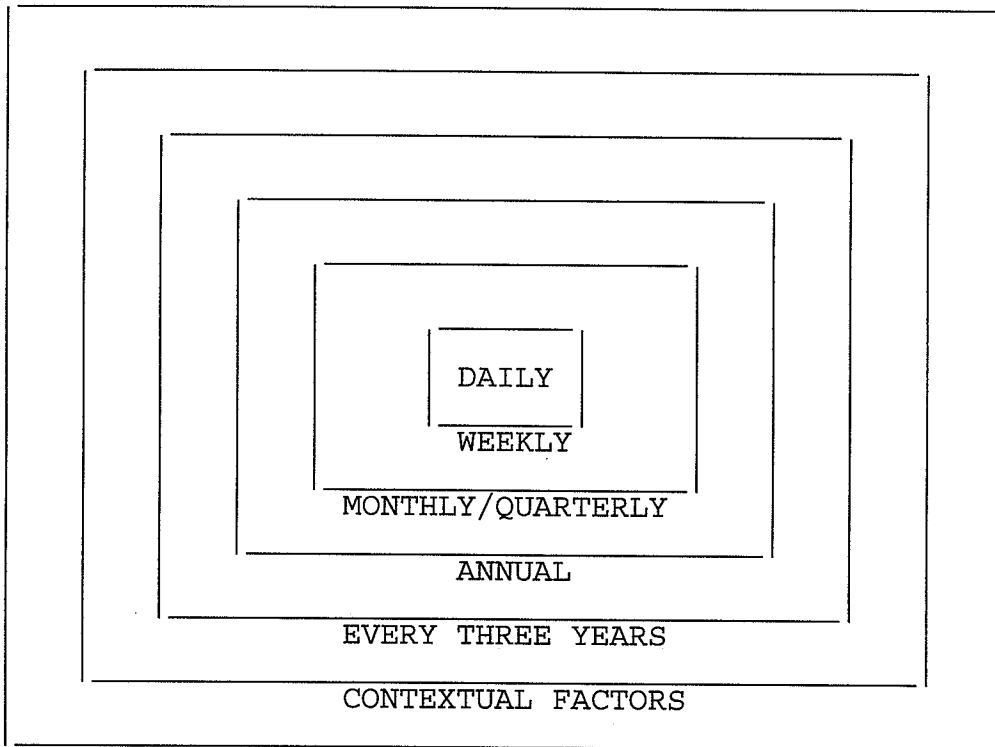 DAILY
WEEKLY
MONTHLY/QUARTERLY
ANNUAL
EVERY THREE YEARS
CONTEXTUAL FACTORS